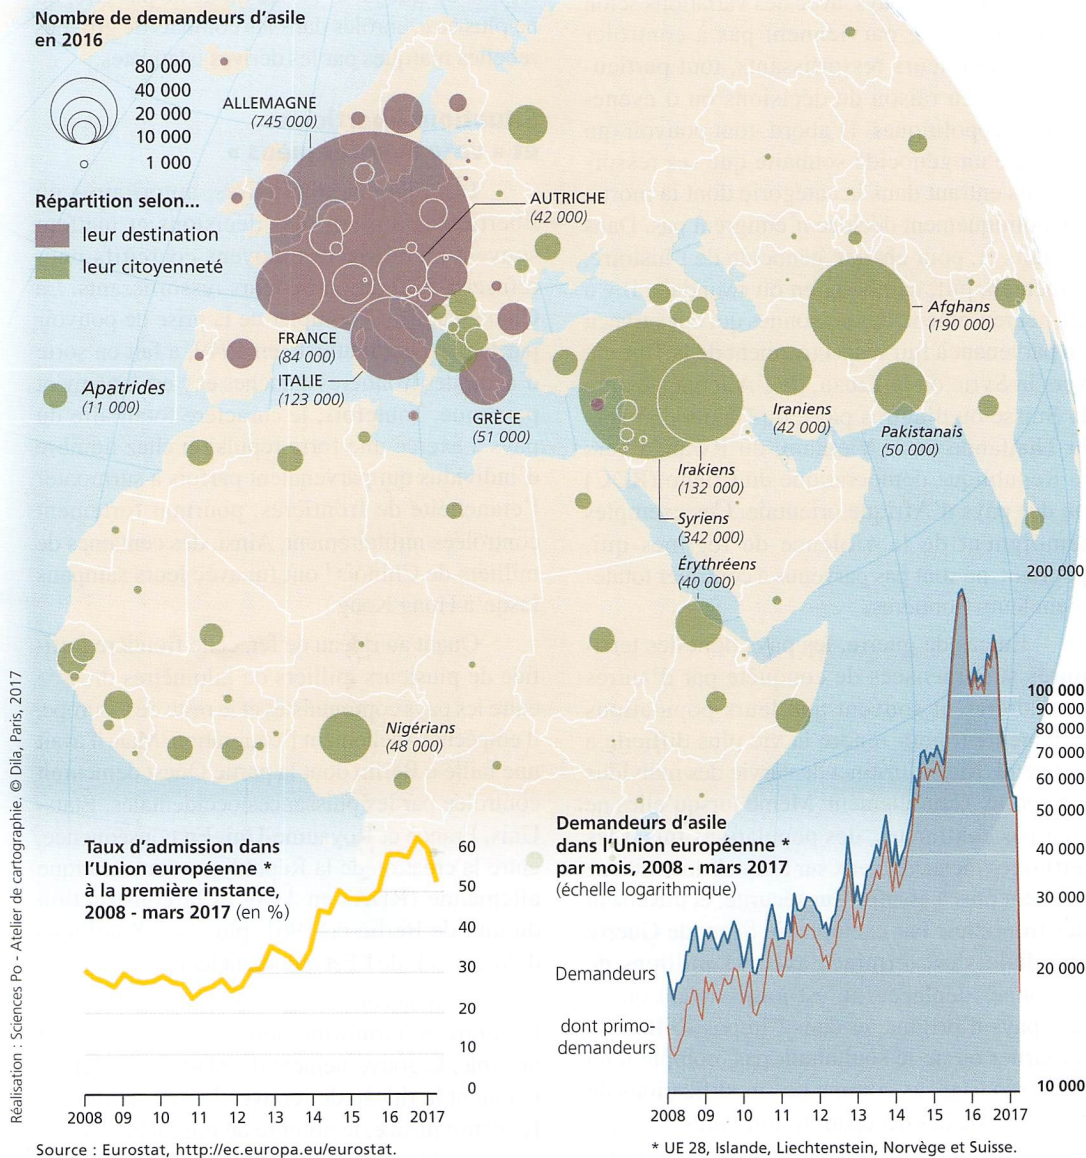 Nombre de demandeurs d'asile
en 2016
80 000
40 000
20 000
10 000
1 000
Répartition selon...
leur destination
leur citoyenneté
ALLEMAGNE
(745 000)
AUTRICHE
(42 000)
FRANCE
(84 000)
ITALIE
(123 000)
GRÈCE
(51 000)
Apatrides
(11 000)
Afghans
(190 000)
Iraniens
(42 000)
Pakistanais
(50 000)
Irakiens
(132 000)
Syriens
(342 000)
Érythréens
(40 000)
Nigérians
(48 000)
Taux d'admission dans
l'Union européenne *
à la première instance,
2008 - mars 2017 (en %)
60
50
40
30
20
10
0
2008 09 10 11 12 13 14 15 16 2017
Demandeurs d'asile
dans l'Union européenne *
par mois, 2008 - mars 2017
(échelle logarithmique)
Demandeurs
dont primo-
demandeurs
200 000
100 000
90 000
80 000
70 000
60 000
50 000
40 000
30 000
20 000
10 000
2008 09 10 11 12 13 14 15 16 2017
Source : Eurostat, http://ec.europa.eu/eurostat.
* UE 28, Islande, Liechtenstein, Norvège et Suisse.
Réalisation : Sciences Po - Atelier de cartographie. © Dila, Paris, 2017